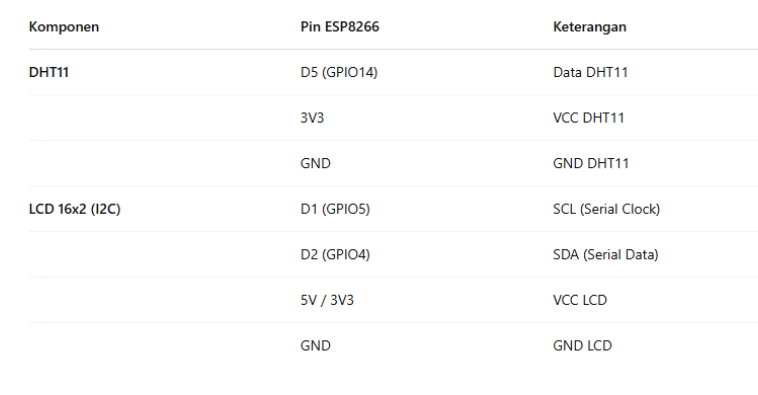 Komponen Pin ESP8266 Keterangan
DHT11 D5 (GPIO14) Data DHT11
3V3 VCC DHT11
GND GND DHT11
LCD 16x2 (I2C) D1 (GPIO5) SCL (Serial Clock)
D2 (GPIO4) SDA (Serial Data)
5V / 3V3 VCC LCD
GND GND LCD